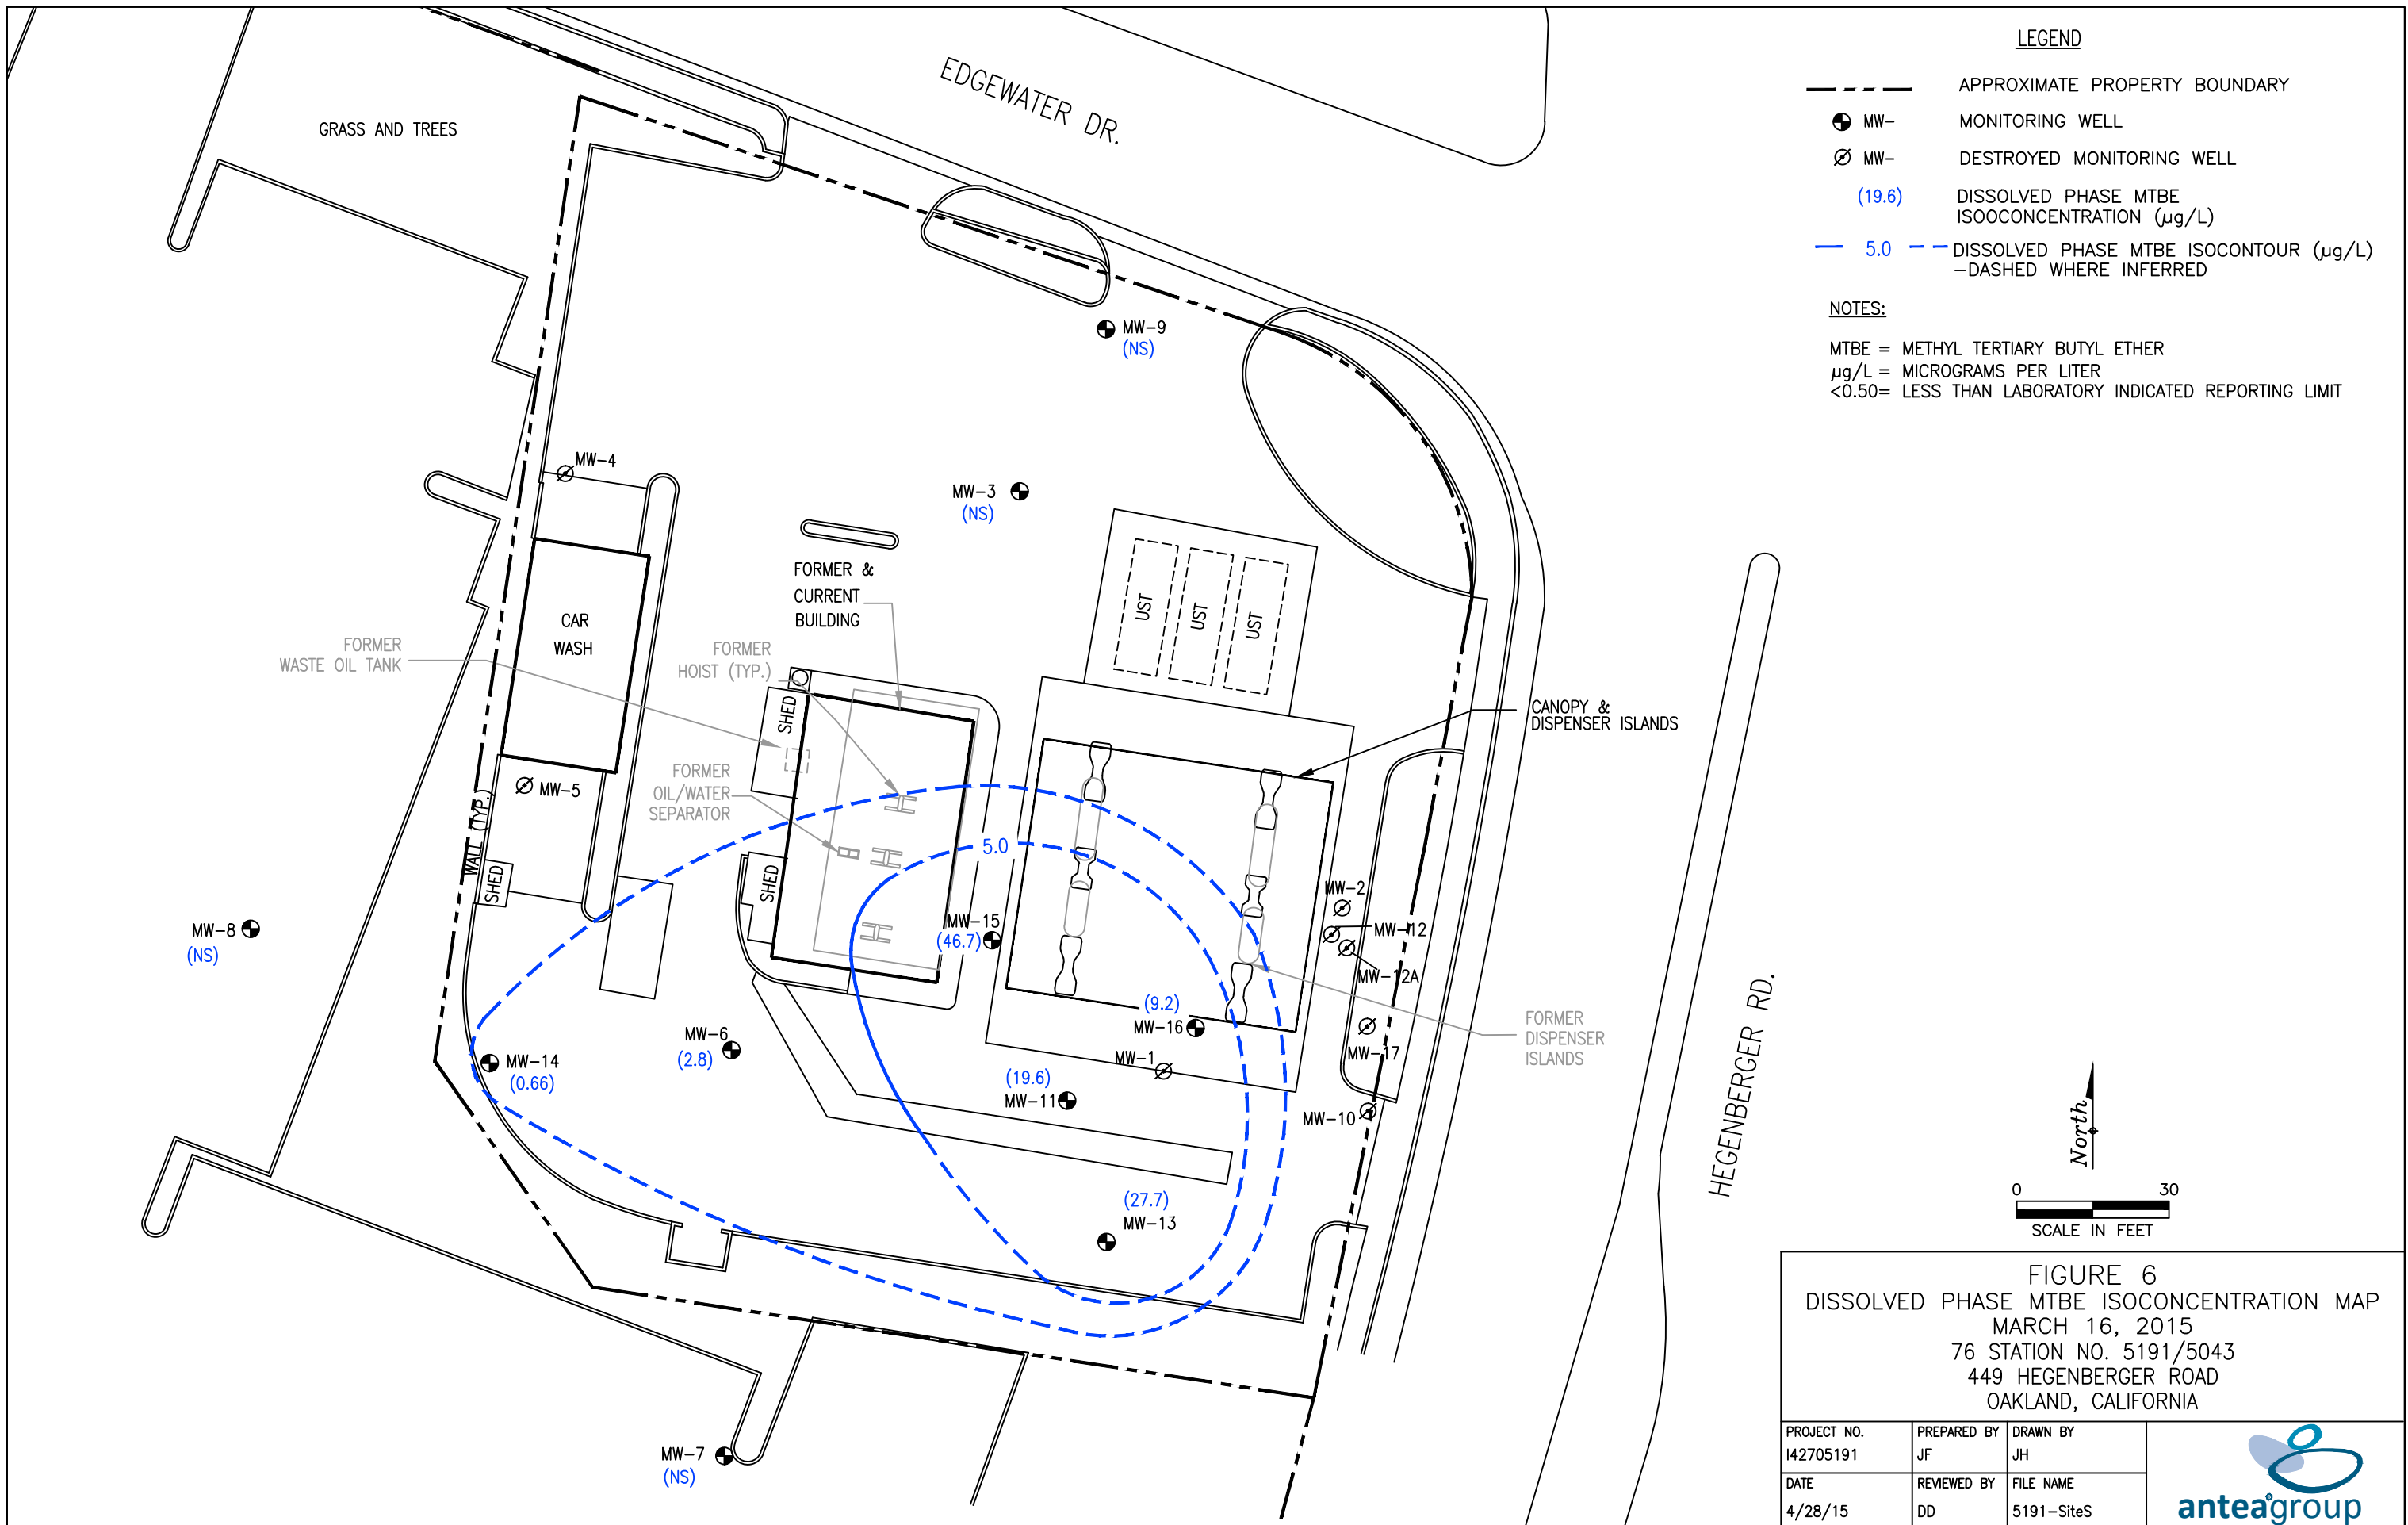 EDGEWATER DR.
GRASS AND TREES
LEGEND
APPROXIMATE PROPERTY BOUNDARY
MW-
MONITORING WELL
MW-
DESTROYED MONITORING WELL
(19.6)
DISSOLVED PHASE MTBE
ISOOCONCENTRATION (µg/L)
5.0
DISSOLVED PHASE MTBE ISOCONTOUR (µg/L)
-DASHED WHERE INFERRED
NOTES:
MTBE = METHYL TERTIARY BUTYL ETHER
µg/L = MICROGRAMS PER LITER
<0.50= LESS THAN LABORATORY INDICATED REPORTING LIMIT
MW-9
(NS)
MW-4
MW-3
(NS)
FORMER &
CURRENT
BUILDING
UST
UST
UST
CAR
WASH
FORMER
WASTE OIL TANK
FORMER
HOIST (TYP.)
SHED
CANOPY &
DISPENSER ISLANDS
FORMER
OIL/WATER
SEPARATOR
MW-5
WALL (TYP.)
SHED
SHED
5.0
MW-2
MW-12
MW-12A
MW-8
(NS)
MW-15
(46.7)
(9.2)
MW-16
MW-6
(2.8)
MW-14
(0.66)
MW-1
MW-17
FORMER
DISPENSER
ISLANDS
(19.6)
MW-11
MW-10
HEGENBERGER RD.
(27.7)
MW-13
MW-7
(NS)
North
0 30
SCALE IN FEET
FIGURE 6
DISSOLVED PHASE MTBE ISOCONCENTRATION MAP
MARCH 16, 2015
76 STATION NO. 5191/5043
449 HEGENBERGER ROAD
OAKLAND, CALIFORNIA
PROJECT NO.
I42705191
PREPARED BY
JF
DRAWN BY
JH
DATE
4/28/15
REVIEWED BY
DD
FILE NAME
5191-SiteS
anteagroup